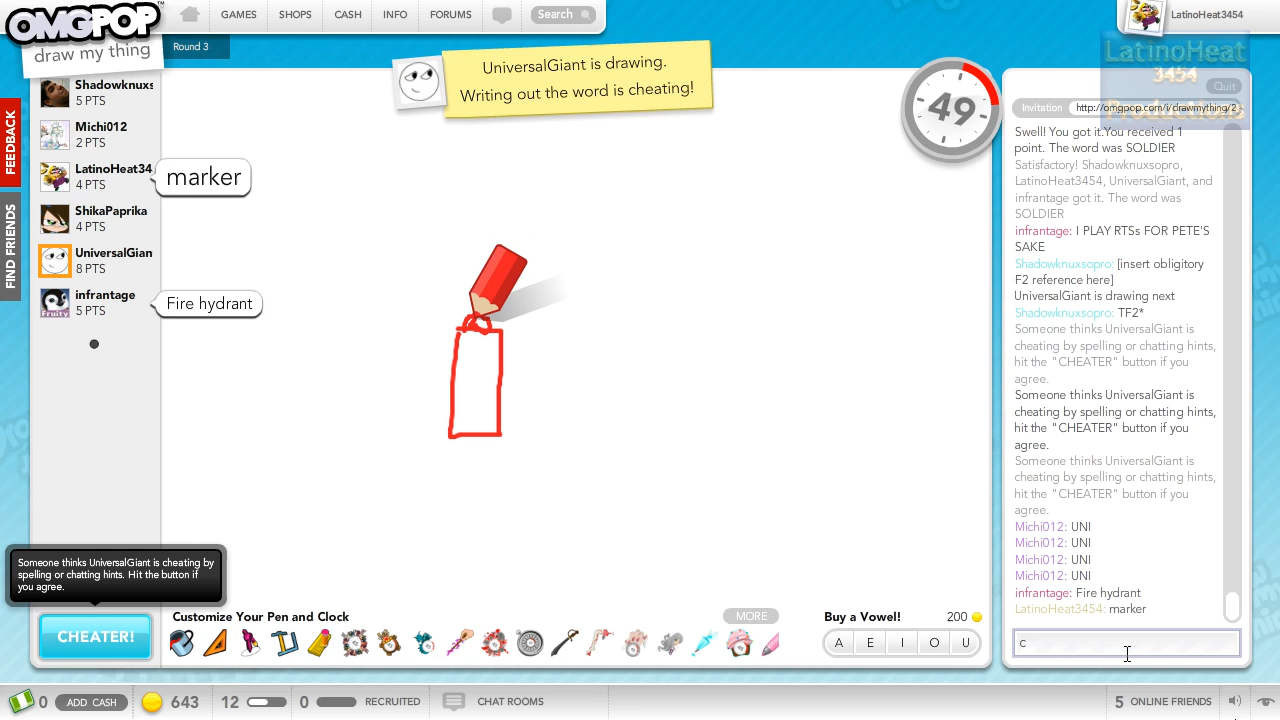 OMGPOP
TM
draw my thing
GAMES
SHOPS
CASH
INFO
FORUMS
Search
LatinoHeat3454
Round 3
UniversalGiant is drawing.
Writing out the word is cheating!
49
LatinoHeat
3454
Quit
Invitation
http://omgpop.com/i/drawmything/2
FEEDBACK
FIND FRIENDS
Shadowknuxs
5 PTS
Michi012
2 PTS
LatinoHeat34
4 PTS
marker
ShikaPaprika
4 PTS
UniversalGian
8 PTS
infrantage
5 PTS
Fire hydrant
Fruity
Swell! You got it.You received 1
point. The word was SOLDIER
Satisfactory! Shadowknuxsopro,
LatinoHeat3454, UniversalGiant, and
infrantage got it. The word was
SOLDIER
infrantage: I PLAY RTSs FOR PETE'S
SAKE
Shadowknuxsopro: [insert obligitory
F2 reference here]
UniversalGiant is drawing next
Shadowknuxsopro: TF2*
Someone thinks UniversalGiant is
cheating by spelling or chatting hints,
hit the "CHEATER" button if you
agree.
Someone thinks UniversalGiant is
cheating by spelling or chatting hints,
hit the "CHEATER" button if you
agree.
Someone thinks UniversalGiant is
cheating by spelling or chatting hints,
hit the "CHEATER" button if you
agree.
Michi012: UNI
Michi012: UNI
Michi012: UNI
Michi012: UNI
infrantage: Fire hydrant
LatinoHeat3454: marker
c
Someone thinks UniversalGiant is cheating by
spelling or chatting hints. Hit the button if
you agree.
CHEATER!
Customize Your Pen and Clock
MORE
Buy a Vowel!
200
A E I O U
0
ADD CASH
643
12
0
RECRUITED
CHAT ROOMS
5 ONLINE FRIENDS